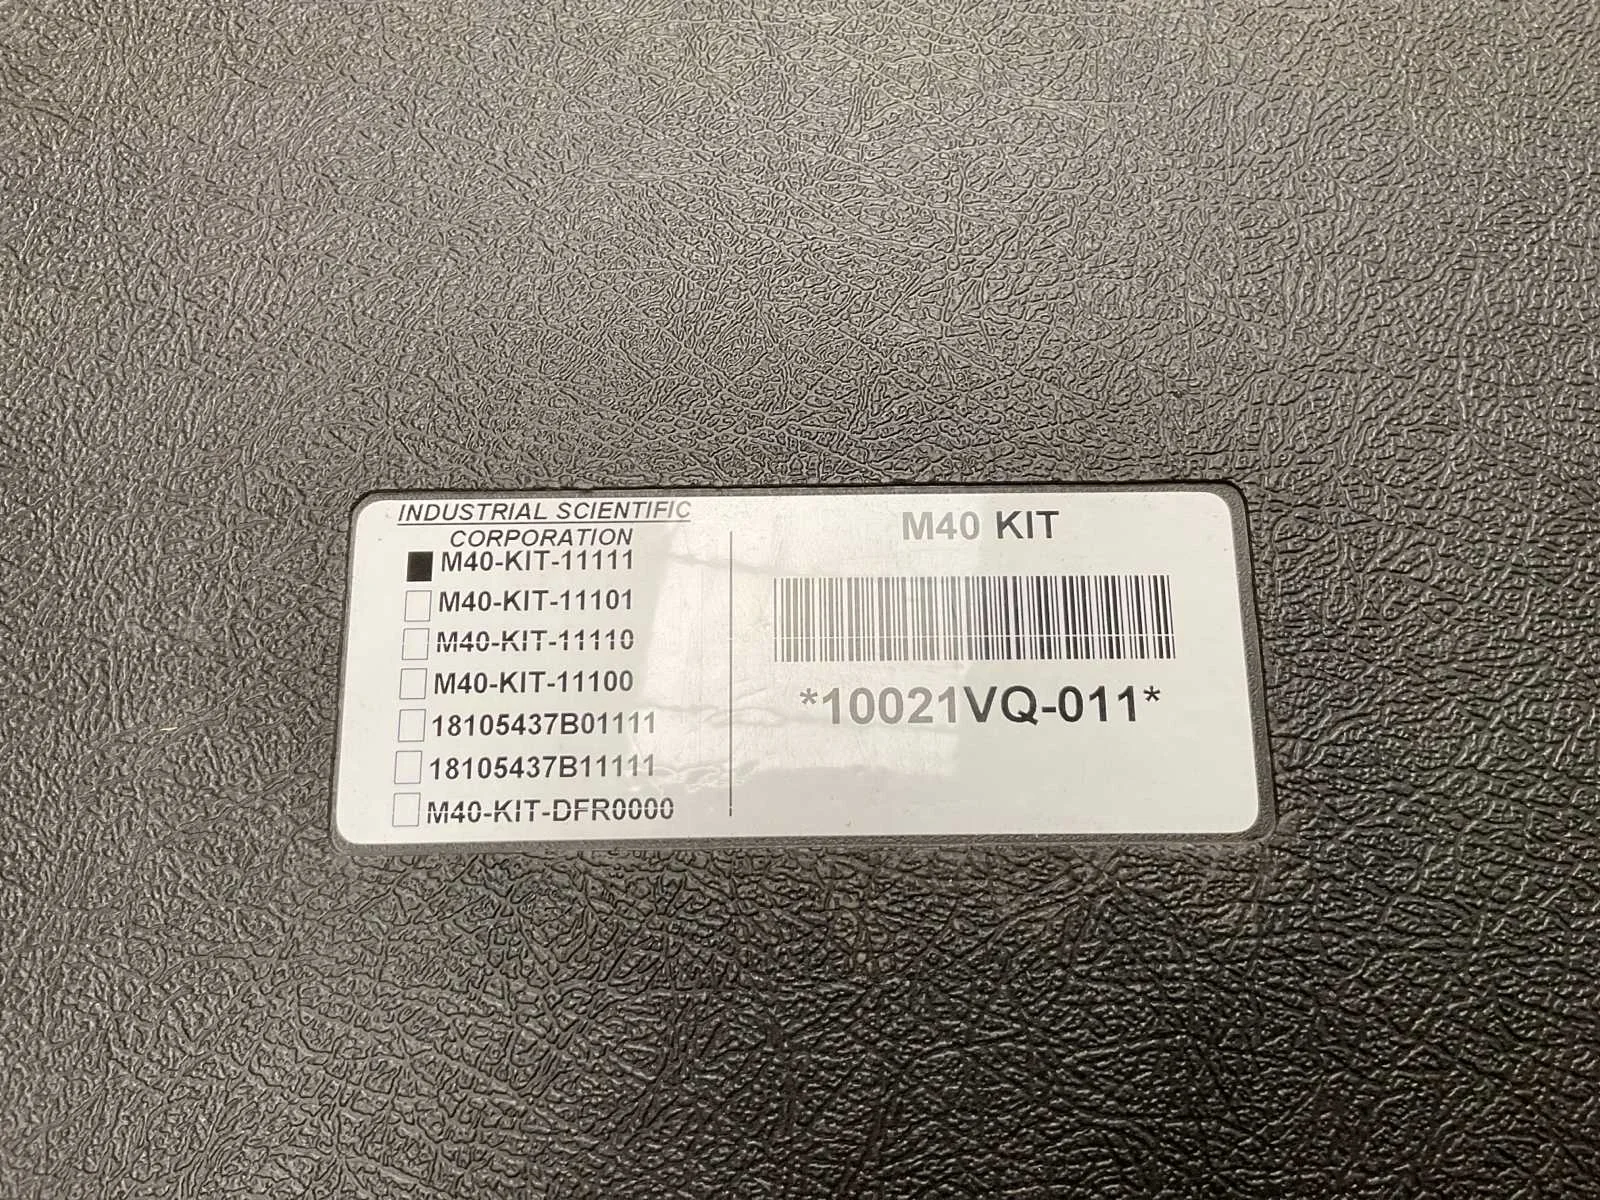 INDUSTRIAL SCIENTIFIC
CORPORATION
M40-KIT-11111
M40-KIT-11101
M40-KIT-11110
M40-KIT-11100
18105437B01111
18105437B11111
M40-KIT-DFR0000
M40 KIT
*10021VQ-011*